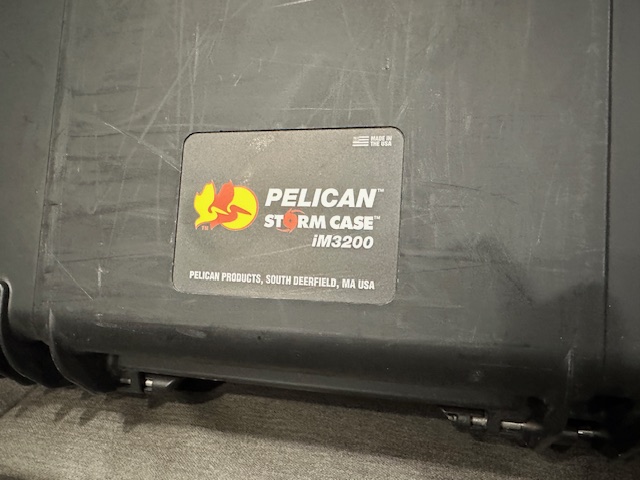 MADE IN
THE USA
PELICAN™
STORM CASE™
iM3200
PELICAN PRODUCTS, SOUTH DEERFIELD, MA USA